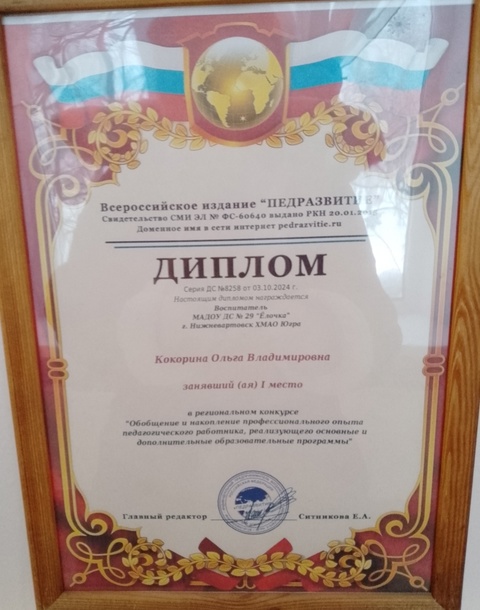 Всероссийское издание "ПЕДРАЗВИТИЕ"
Свидетельство СМИ ЭЛ № ФС-60640 выдано РКН 20.01.
Доменное имя в сети интернет pedrazvitie.ru
ДИПЛОМ
Серия ДС №8258 от 03.10.2024 г.
Настоящим дипломом награждается
Воспитатель
МАДОУ ДС № 29 "Ёлочка"
г. Нижневартовск ХМАО Югра
Кокорина Ольга Владимировна
занявший (ая) I место
в региональном конкурсе
"Обобщение и накопление профессионального опыта
педагогического работника, реализующего основные и
дополнительные образовательные программы"
Главный редактор Ситникова Е.А.